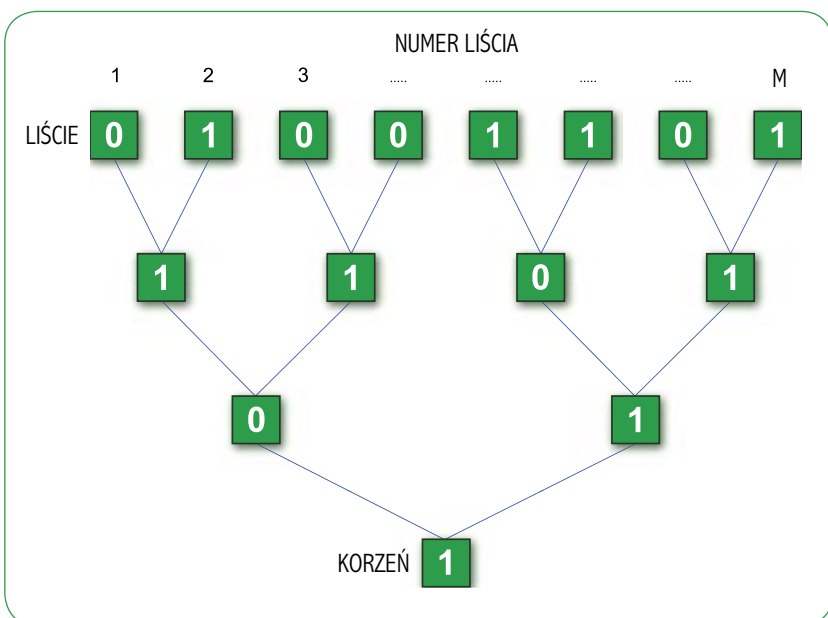 NUMER LIŚCIA
1 2 3 ..... ..... ..... ..... M
LIŚCIE 0 1 0 0 1 1 0 1
1 1 0 1
0 1
KORZEŃ 1